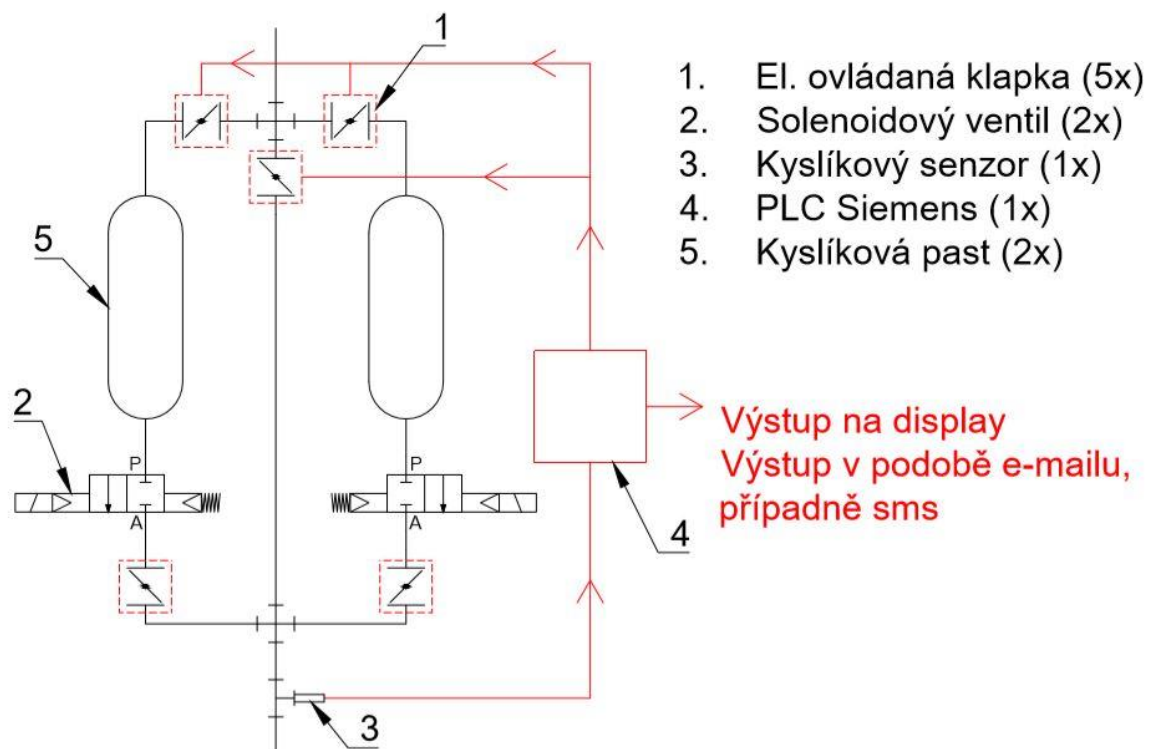 1
1. El. ovládaná klapka (5x)
2. Solenoidový ventil (2x)
3. Kyslíkový senzor (1x)
4. PLC Siemens (1x)
5. Kyslíková past (2x)
5
2
P
A
P
A
Výstup na display
Výstup v podobě e-mailu,
případně sms
4
3